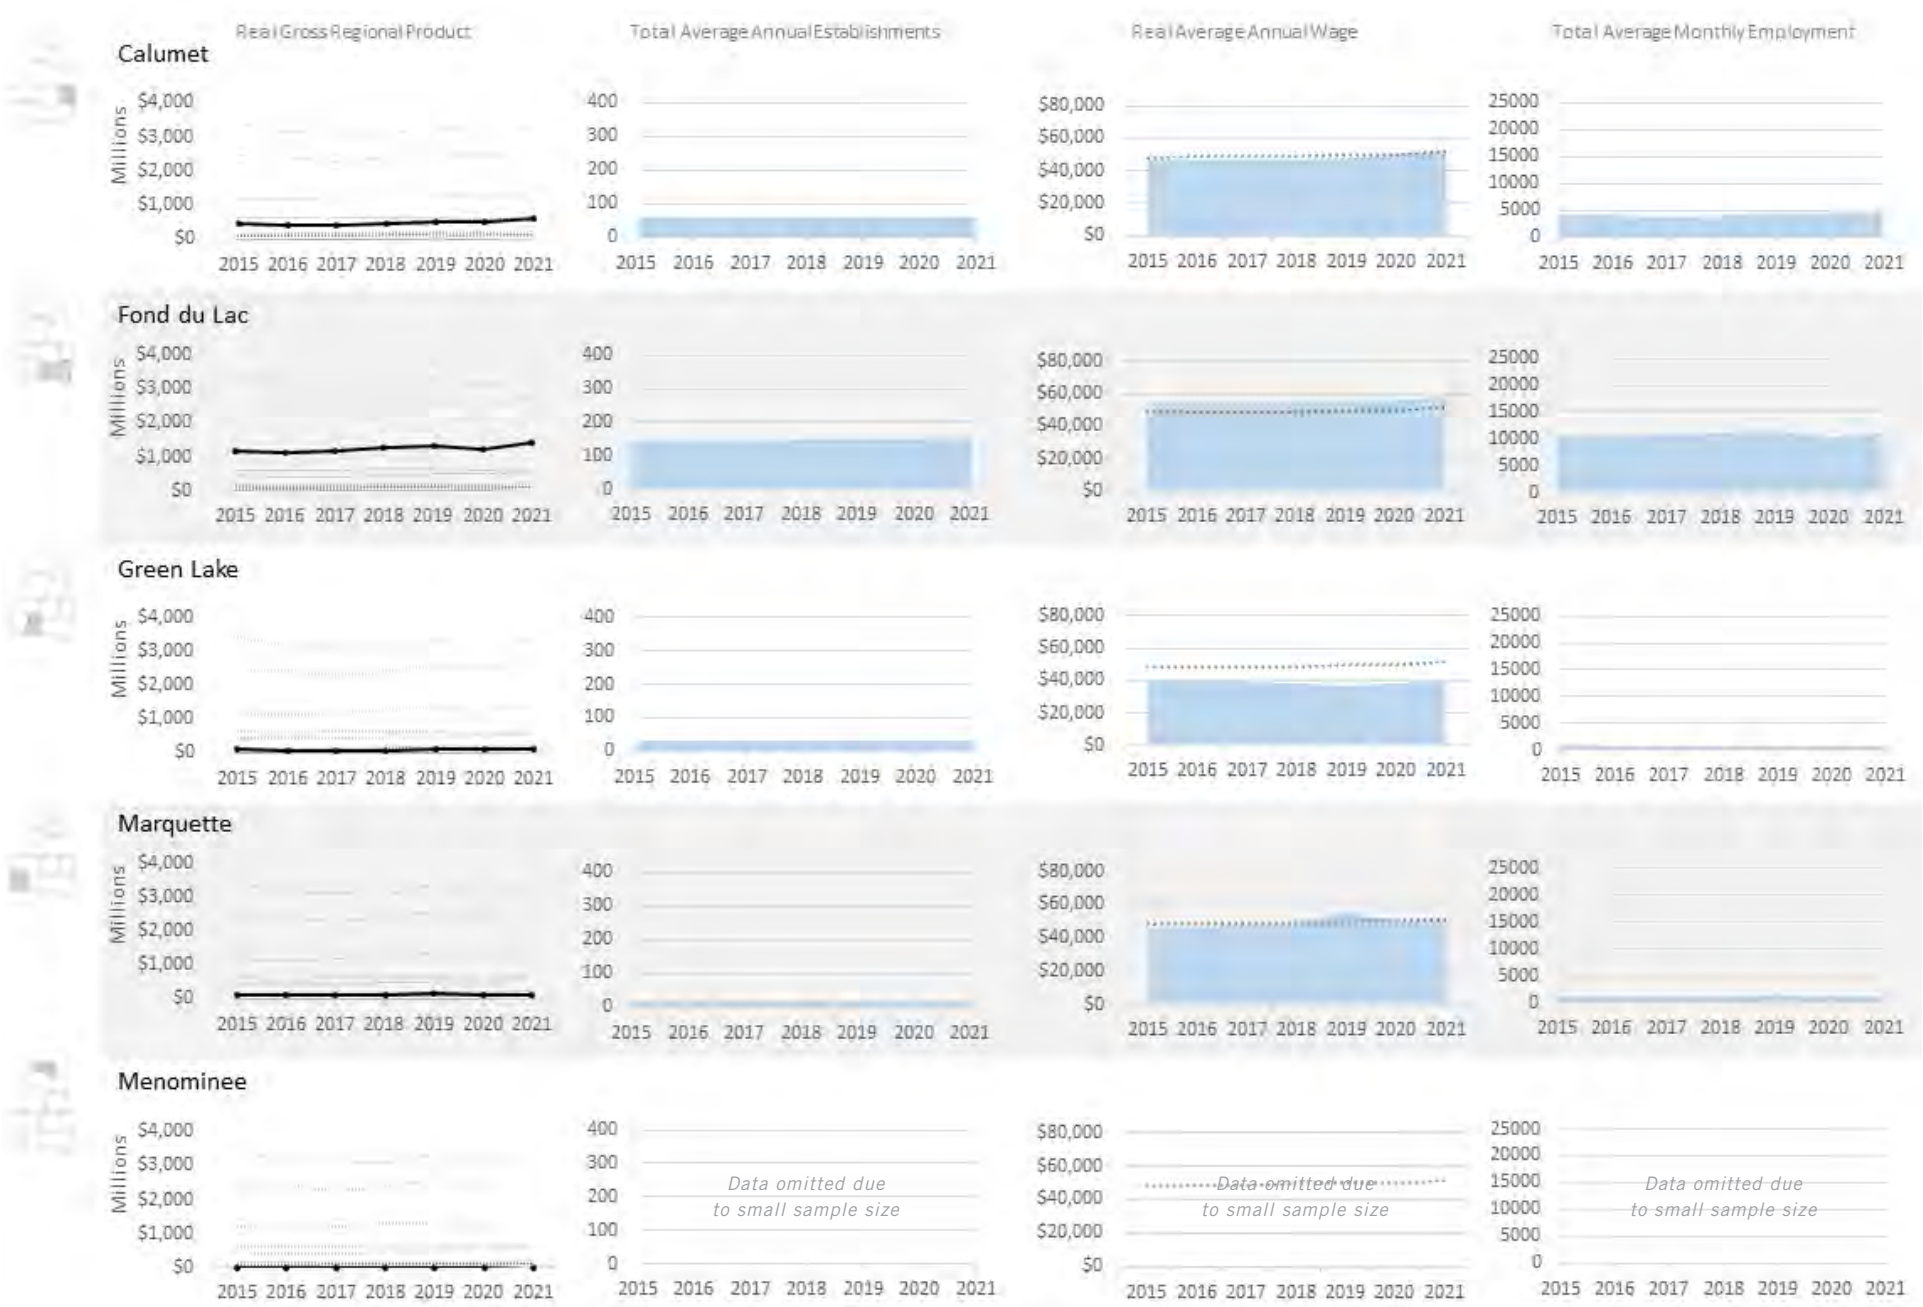 Real Gross Regional Product Total Average Annual Establishments Real Average Annual Wage Total Average Monthly Employment
Calumet
Millions
$4,000
$3,000
$2,000
$1,000
$0
2015 2016 2017 2018 2019 2020 2021
400
300
200
100
0
2015 2016 2017 2018 2019 2020 2021
$80,000
$60,000
$40,000
$20,000
$0
2015 2016 2017 2018 2019 2020 2021
25000
20000
15000
10000
5000
0
2015 2016 2017 2018 2019 2020 2021
Fond du Lac
Millions
$4,000
$3,000
$2,000
$1,000
$0
2015 2016 2017 2018 2019 2020 2021
400
300
200
100
0
2015 2016 2017 2018 2019 2020 2021
$80,000
$60,000
$40,000
$20,000
$0
2015 2016 2017 2018 2019 2020 2021
25000
20000
15000
10000
5000
0
2015 2016 2017 2018 2019 2020 2021
Green Lake
Millions
$4,000
$3,000
$2,000
$1,000
$0
2015 2016 2017 2018 2019 2020 2021
400
300
200
100
0
2015 2016 2017 2018 2019 2020 2021
$80,000
$60,000
$40,000
$20,000
$0
2015 2016 2017 2018 2019 2020 2021
25000
20000
15000
10000
5000
0
2015 2016 2017 2018 2019 2020 2021
Marquette
Millions
$4,000
$3,000
$2,000
$1,000
$0
2015 2016 2017 2018 2019 2020 2021
400
300
200
100
0
2015 2016 2017 2018 2019 2020 2021
$80,000
$60,000
$40,000
$20,000
$0
2015 2016 2017 2018 2019 2020 2021
25000
20000
15000
10000
5000
0
2015 2016 2017 2018 2019 2020 2021
Menominee
Millions
$4,000
$3,000
$2,000
$1,000
$0
2015 2016 2017 2018 2019 2020 2021
400
300
200
100
0
Data omitted due
to small sample size
2015 2016 2017 2018 2019 2020 2021
$80,000
$60,000
$40,000
$20,000
$0
Data omitted due
to small sample size
2015 2016 2017 2018 2019 2020 2021
25000
20000
15000
10000
5000
0
Data omitted due
to small sample size
2015 2016 2017 2018 2019 2020 2021